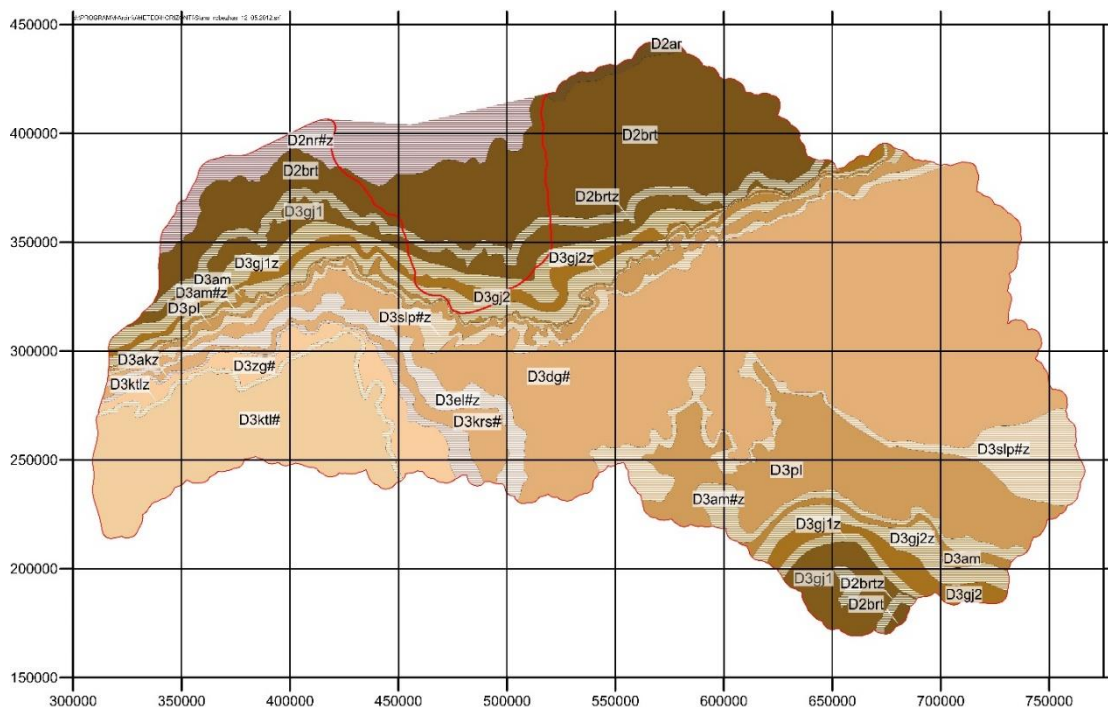 450000
D2ar
400000
D2nr#z
D2brt
D2brt
D2brtz
D3gj1
350000
D3gj1z
D3gj2z
D3am
D3am#z
D3gj2
D3pl
D3slp#z
300000
D3akz
D3zg#
D3dg#
D3ktlz
D3el#z
D3ktl#
D3krs#
D3slp#z
250000
D3pl
D3am#z
D3gj1z
D3gj2z
D3am
200000
D3gj1
D2brtz
D3gj2
D2brt
150000
300000 350000 400000 450000 500000 550000 600000 650000 700000 750000